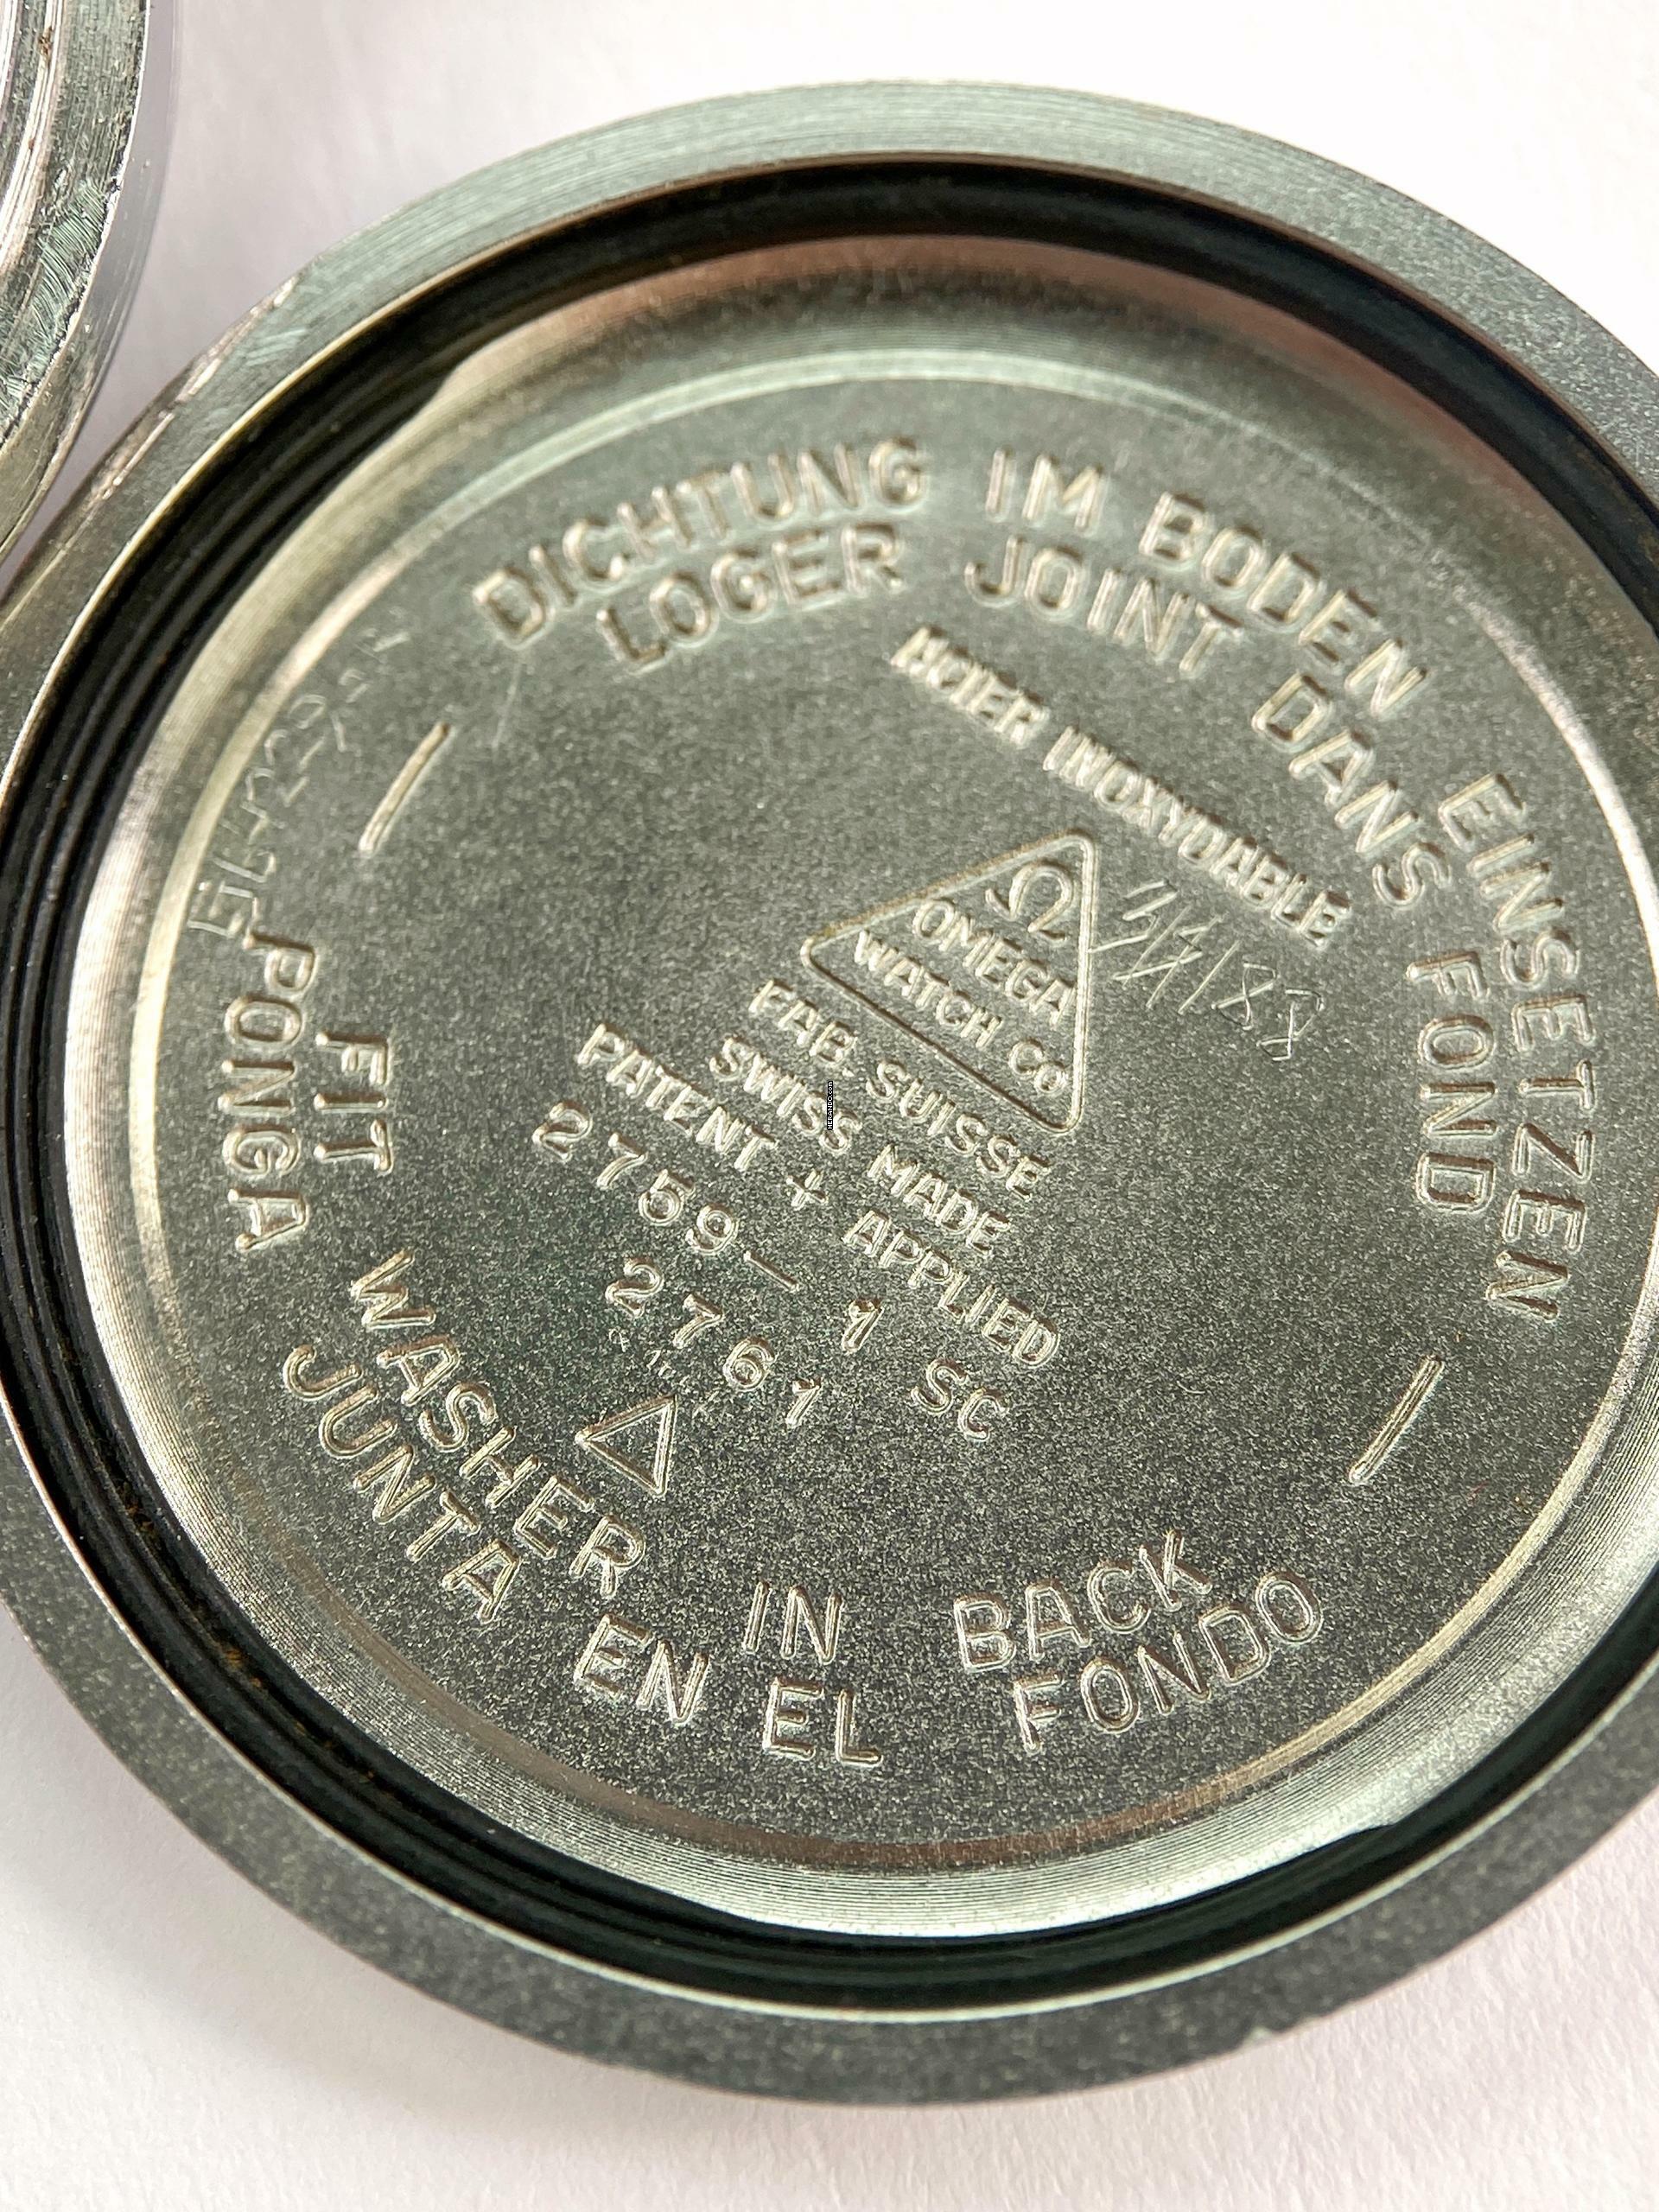 DICHTUNG IM BODEN EINSETZEN
LOGER JOINT DANS FOND
ACIER INOXYDABLE
Ω
OMEGA
WATCH Co
FAB. SUISSE
SWISS MADE
PATENT + APPLIED
2759- 1 SC
2761
FIT WASHER IN BACK
PONGA JUNTA EN EL FONDO